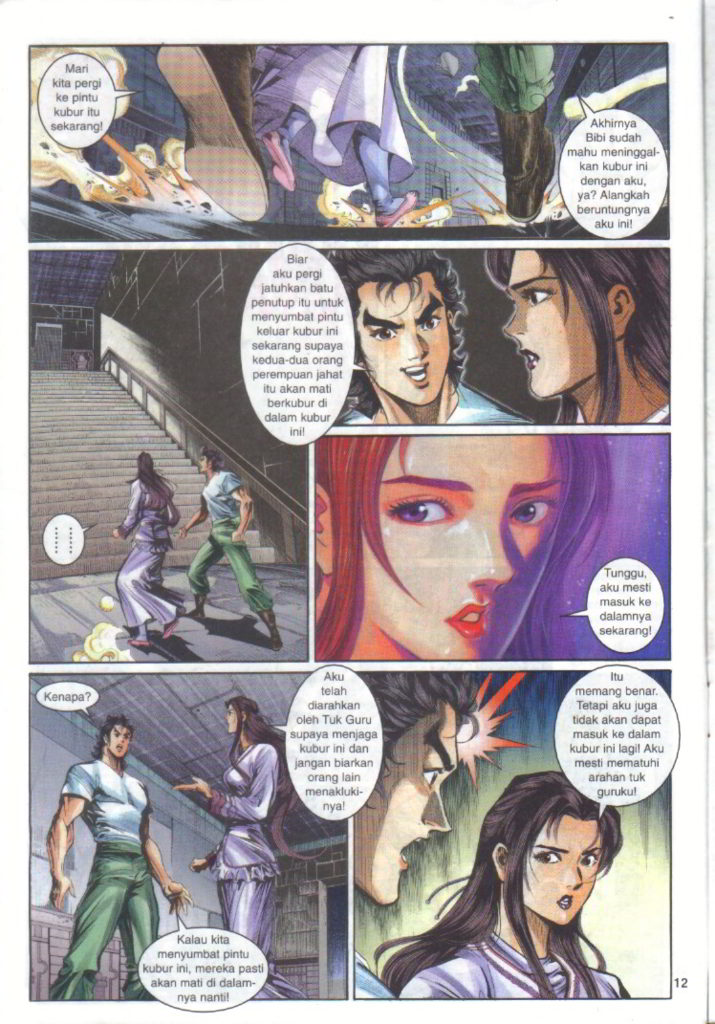 Mari
kita pergi
ke pintu
kubur itu
sekarang!
Akhirnya
Bibi sudah
mahu meninggal-
kan kubur ini
dengan aku,
ya? Alangkah
beruntungnya
aku ini!
Biar
aku pergi
jatuhkan batu
penutup itu untuk
menyumbat pintu
keluar kubur ini
sekarang supaya
kedua-dua orang
perempuan jahat
itu akan mati
berkubur di
dalam kubur
ini!
Tunggu,
aku mesti
masuk ke
dalamnya
sekarang!
Kenapa?
Aku
telah
diarahkan
oleh Tuk Guru
supaya menjaga
kubur ini dan
jangan biarkan
orang lain
menakluki-
nya!
Kalau kita
menyumbat pintu
kubur ini, mereka pasti
akan mati di dalam-
nya nanti!
Itu
memang benar.
Tetapi aku juga
tidak akan dapat
masuk ke dalam
kubur ini lagi! Aku
mesti mematuhi
arahan tuk
guruku!
12